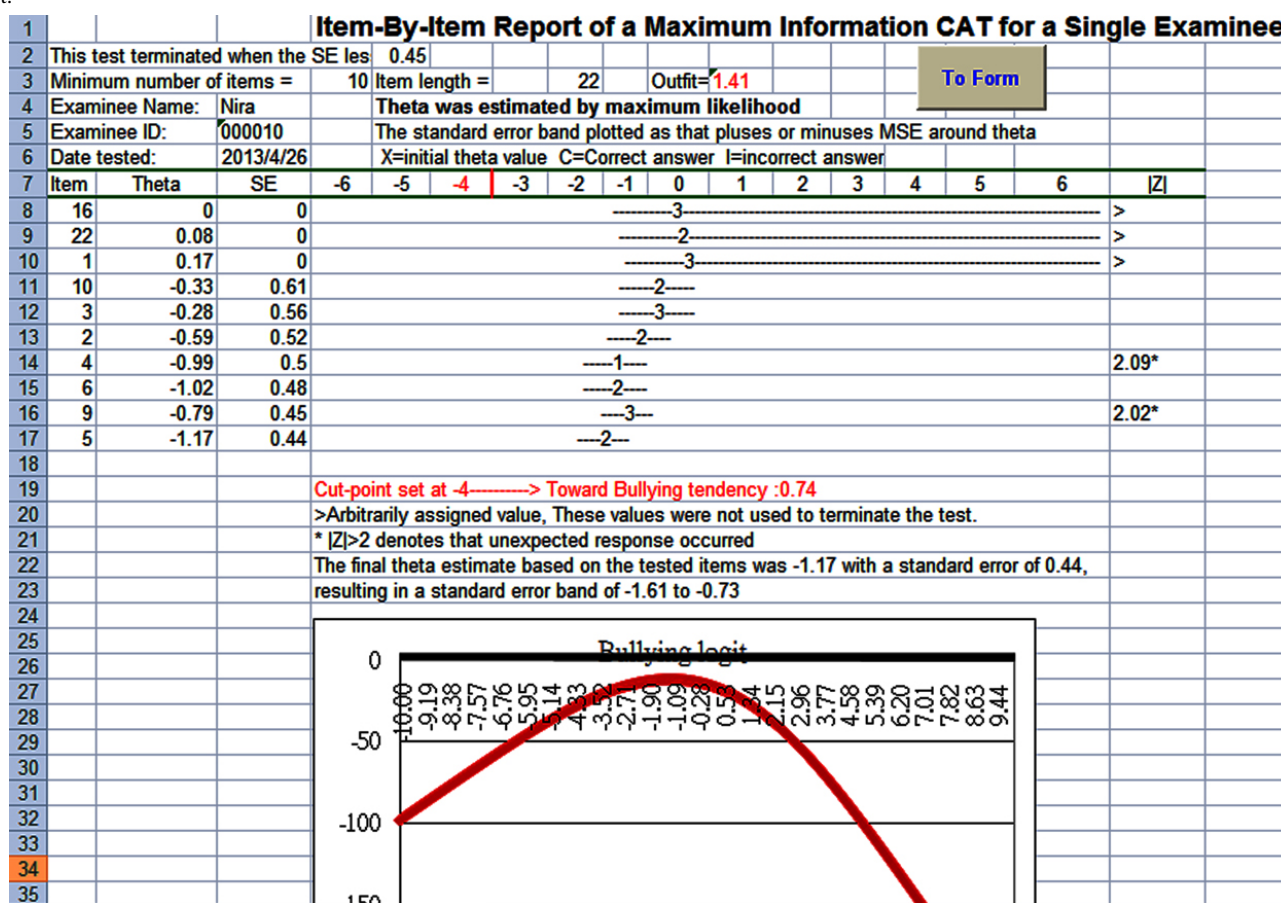 1 Item-By-Item Report of a Maximum Information CAT for a Single Examinee
2 This test terminated when the SE les 0.45
3 Minimum number of items = 10 Item length = 22 Outfit= 1.41 To Form
4 Examinee Name: Nira Theta was estimated by maximum likelihood
5 Examinee ID: 000010 The standard error band plotted as that pluses or minuses MSE around theta
6 Date tested: 2013/4/26 X=initial theta value C=Correct answer I=incorrect answer
7 Item Theta SE -6 -5 -4 -3 -2 -1 0 1 2 3 4 5 6 |Z|
8 16 0 0 ----------3---------------------------------------------------------------------- >
9 22 0.08 0 ----------2---------------------------------------------------------------------- >
10 1 0.17 0 ----------3--------------------------------------------------------------------- >
11 10 -0.33 0.61 ------2-----
12 3 -0.28 0.56 ------3-----
13 2 -0.59 0.52 -----2----
14 4 -0.99 0.5 -----1---- 2.09*
15 6 -1.02 0.48 -----2----
16 9 -0.79 0.45 ----3--- 2.02*
17 5 -1.17 0.44 ----2---
18
19 Cut-point set at -4----------> Toward Bullying tendency :0.74
20 >Arbitrarily assigned value, These values were not used to terminate the test.
21 * |Z|>2 denotes that unexpected response occurred
22 The final theta estimate based on the tested items was -1.17 with a standard error of 0.44,
23 resulting in a standard error band of -1.61 to -0.73
24
25 Bullying logit
26 0
27 -10.00 -9.19 -8.38 -7.57 -6.76 -5.95 -5.14 -4.33 -3.52 -2.71 -1.90 -1.09 -0.28 0.53 1.34 2.15 2.96 3.77 4.58 5.39 6.20 7.01 7.82 8.63 9.44
28
29 -50
30
31
32 -100
33
34
35 -150